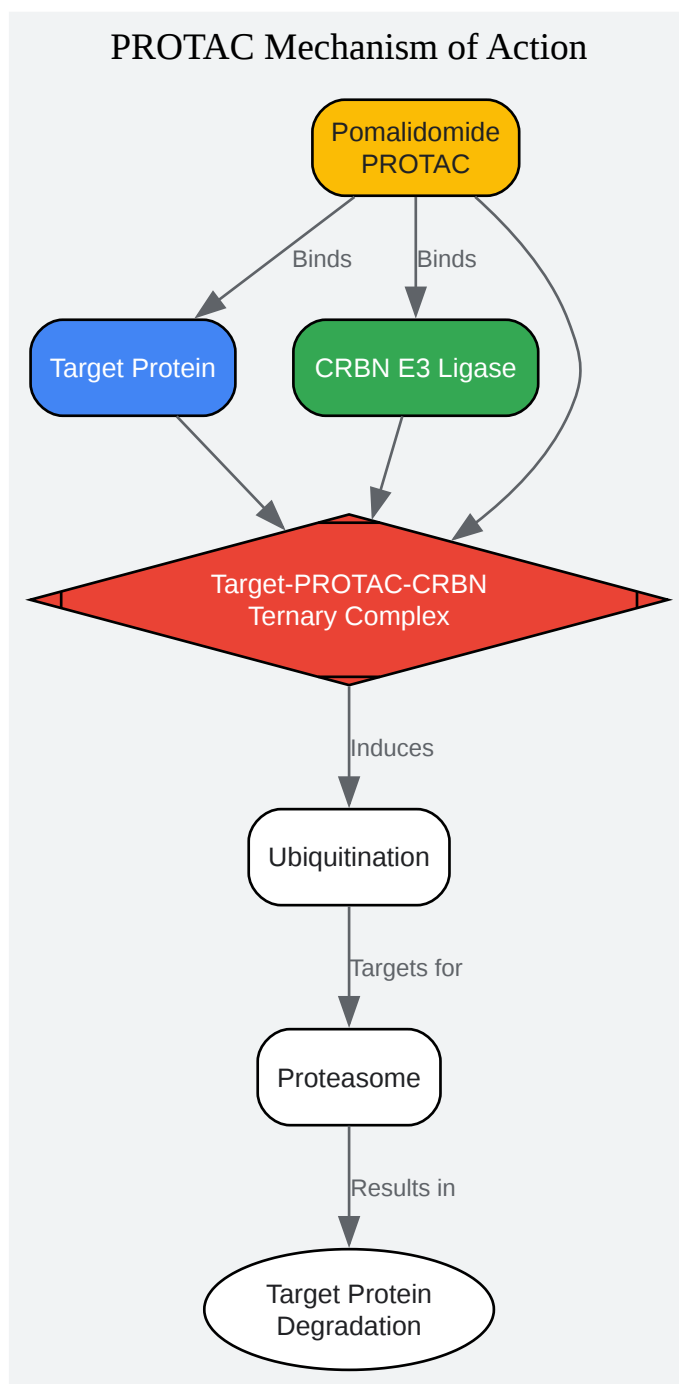 PROTAC Mechanism of Action
Pomalidomide
PROTAC
Binds
Binds
Target Protein
CRBN E3 Ligase
Target-PROTAC-CRBN
Ternary Complex
Induces
Ubiquitination
Targets for
Proteasome
Results in
Target Protein
Degradation